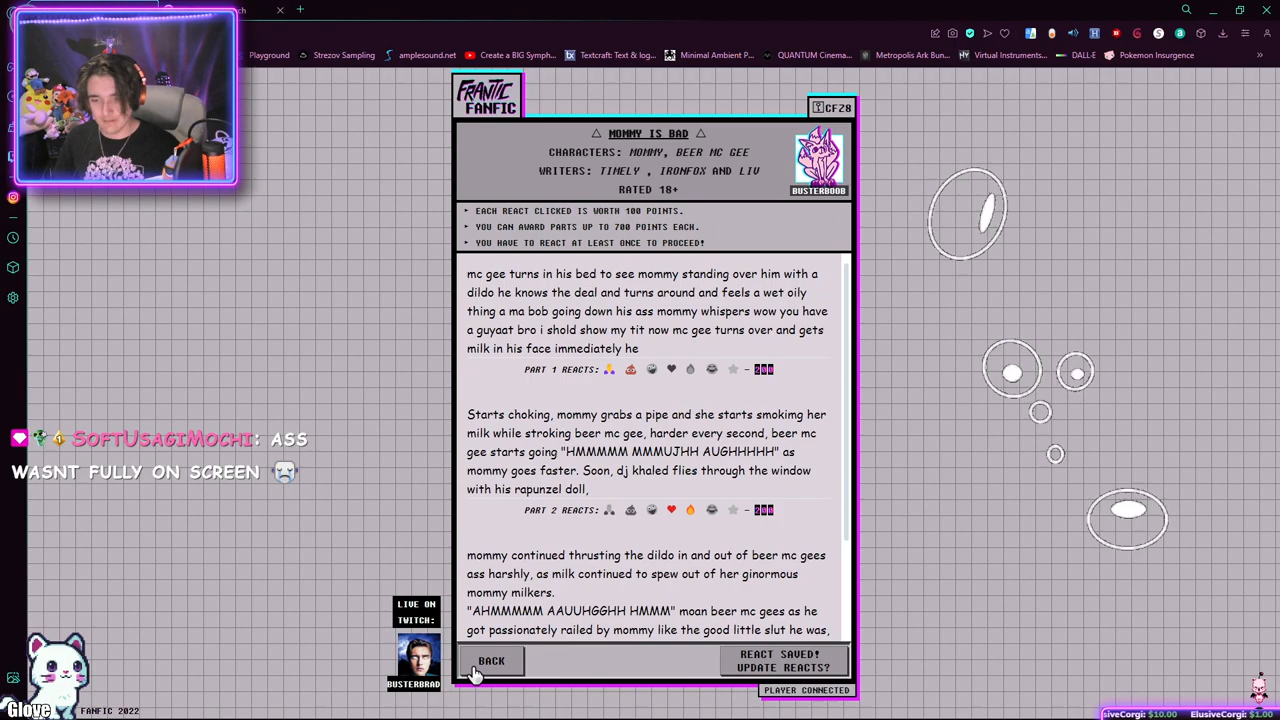 ch
Playground
Strezov Sampling
amplesound.net
Create a BIG Symph...
Textcraft: Text & log...
Minimal Ambient P...
QUANTUM Cinema...
Metropolis Ark Bun...
Virtual Instruments...
DALL-E
Pokemon Insurgence
FRANTIC
FANFIC
CFZ8
MOMMY IS BAD
CHARACTERS: MOMMY, BEER MC GEE
WRITERS: TIMELY , IRONFOX AND LIV
RATED 18+
BUSTERBOOB
EACH REACT CLICKED IS WORTH 100 POINTS.
YOU CAN AWARD PARTS UP TO 700 POINTS EACH.
YOU HAVE TO REACT AT LEAST ONCE TO PROCEED!
mc gee turns in his bed to see mommy standing over him with a
dildo he knows the deal and turns around and feels a wet oily
thing a ma bob going down his ass mommy whispers wow you have
a guyaat bro i shold show my tit now mc gee turns over and gets
milk in his face immediately he
PART 1 REACTS: - 200
Starts choking, mommy grabs a pipe and she starts smoking her
milk while stroking beer mc gee, harder every second, beer mc
gee starts going "HMMMMM MMMUJHH AUGHHHHH" as
mommy goes faster. Soon, dj khaled flies through the window
with his rapunzel doll,
PART 2 REACTS: - 200
mommy continued thrusting the dildo in and out of beer mc gees
ass harshly, as milk continued to spew out of her ginormous
mommy milkers.
"AHMMMMM AAUUHGGHH HMMM" moan beer mc gees as he
got passionately railed by mommy like the good little slut he was,
SOFTUSAGIMOCHI: ASS
WASNT FULLY ON SCREEN
LIVE ON
TWITCH:
BUSTERBRAD
BACK
REACT SAVED!
UPDATE REACTS?
PLAYER CONNECTED
Glove
FANFIC 2022
siveCorgi: $10.00 ElusiveCorgi: $1.00